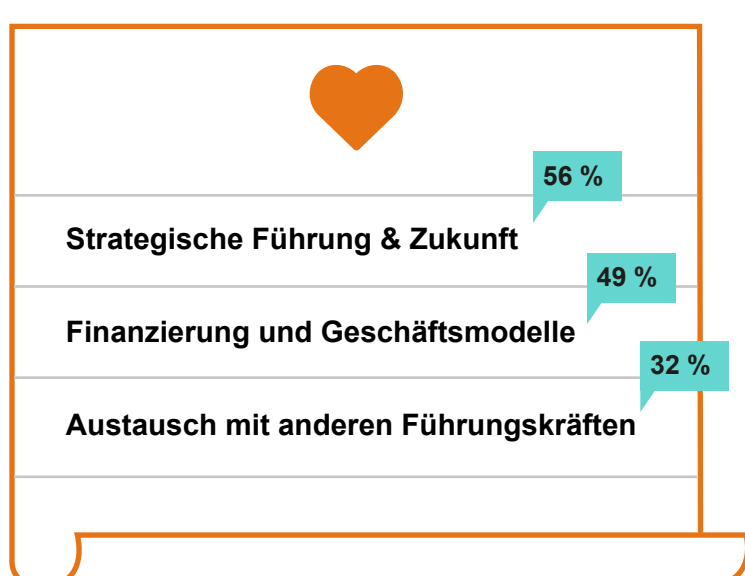 56 %
Strategische Führung & Zukunft
49 %
Finanzierung und Geschäftsmodelle
32 %
Austausch mit anderen Führungskräften